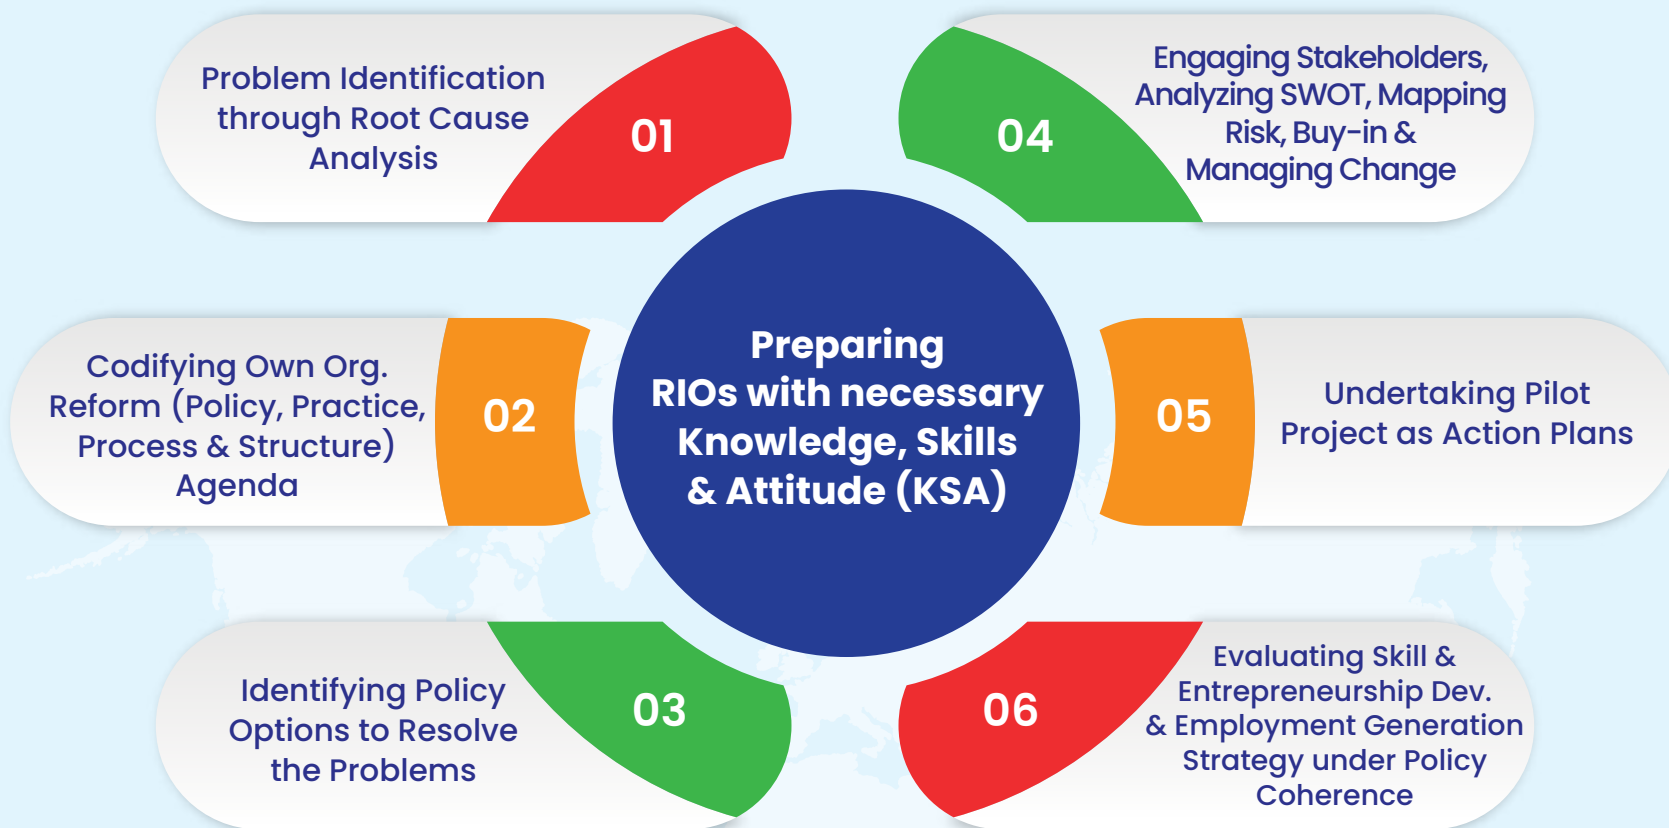 Problem Identification
through Root Cause
Analysis
01
Codifying Own Org.
Reform (Policy, Practice,
Process & Structure)
Agenda
02
Identifying Policy
Options to Resolve
the Problems
03
Preparing
RIOs with necessary
Knowledge, Skills
& Attitude (KSA)
04
Engaging Stakeholders,
Analyzing SWOT, Mapping
Risk, Buy-in &
Managing Change
05
Undertaking Pilot
Project as Action Plans
06
Evaluating Skill &
Entrepreneurship Dev.
& Employment Generation
Strategy under Policy
Coherence